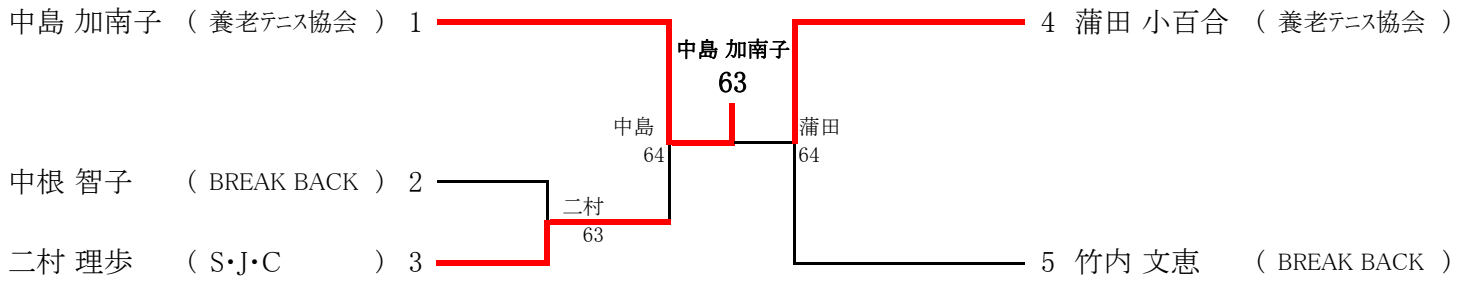 中島 加南子 ( 養老テニス協会 ) 1
4 蒲田 小百合 ( 養老テニス協会 )
中島 加南子
63
中島
64
蒲田
64
中根 智子 ( BREAK BACK ) 2
二村
63
二村 理歩 ( S・J・C ) 3
5 竹内 文恵 ( BREAK BACK )